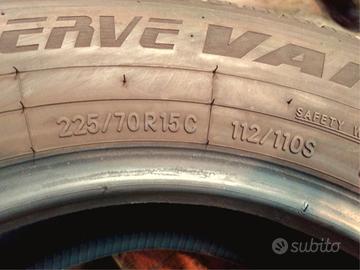 ERVE VA
225/70R15C 112/110S SAFETY
subito